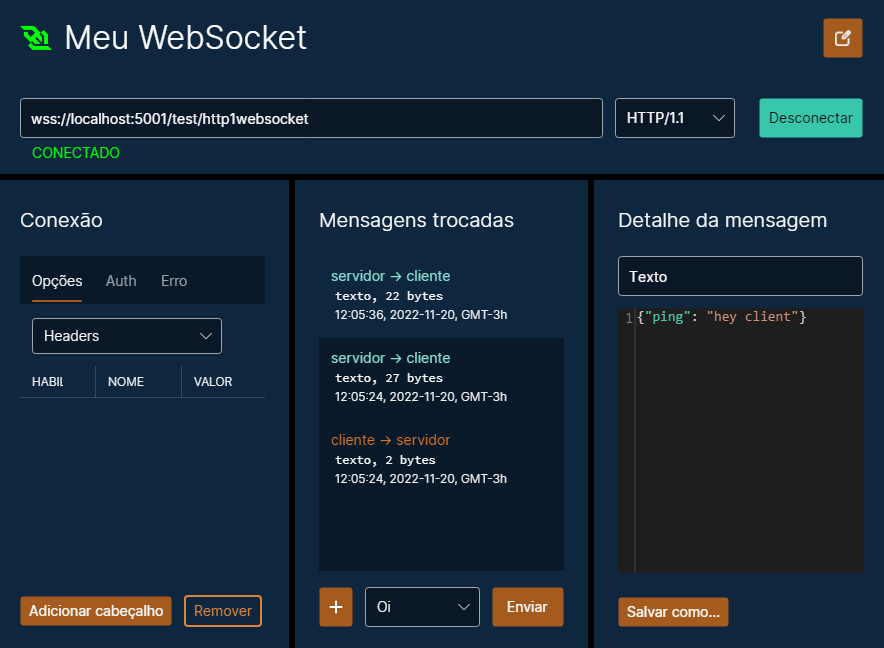 Meu WebSocket
wss://localhost:5001/test/http1websocket
HTTP/1.1
Desconectar
CONECTADO
Conexão
Opções Auth Erro
Headers
HABII NOME VALOR
Adicionar cabeçalho Remover
Mensagens trocadas
servidor → cliente
texto, 22 bytes
12:05:36, 2022-11-20, GMT-3h
servidor → cliente
texto, 27 bytes
12:05:24, 2022-11-20, GMT-3h
cliente → servidor
texto, 2 bytes
12:05:24, 2022-11-20, GMT-3h
+ Oi Enviar
Detalhe da mensagem
Texto
1 {"ping": "hey client"}
Salvar como...